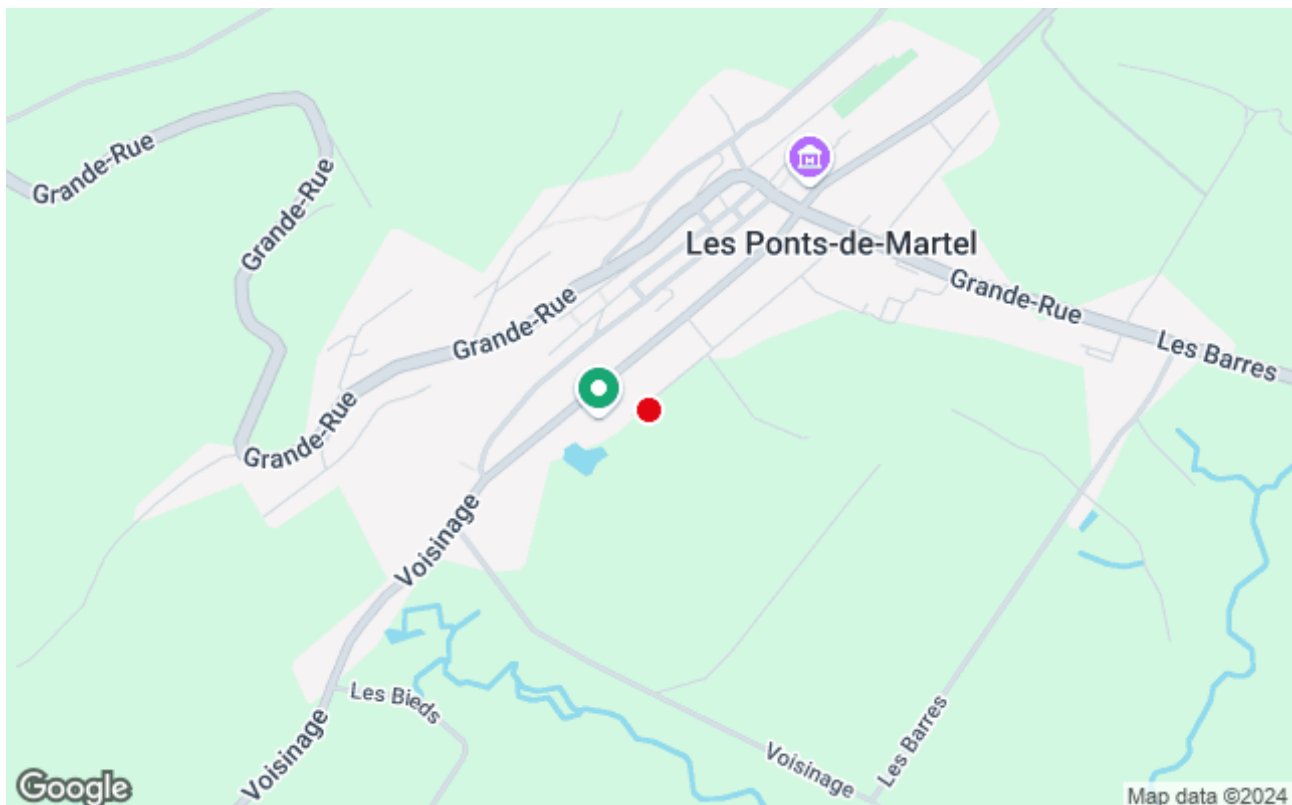 Grande-Rue
Grande-Rue
Les Ponts-de-Martel
Grande-Rue
Grande-Rue
Les Barres
Grande-Rue
Voisinage
Les Bieds
Voisinage
Voisinage
Les Barres
Google
Map data ©2024